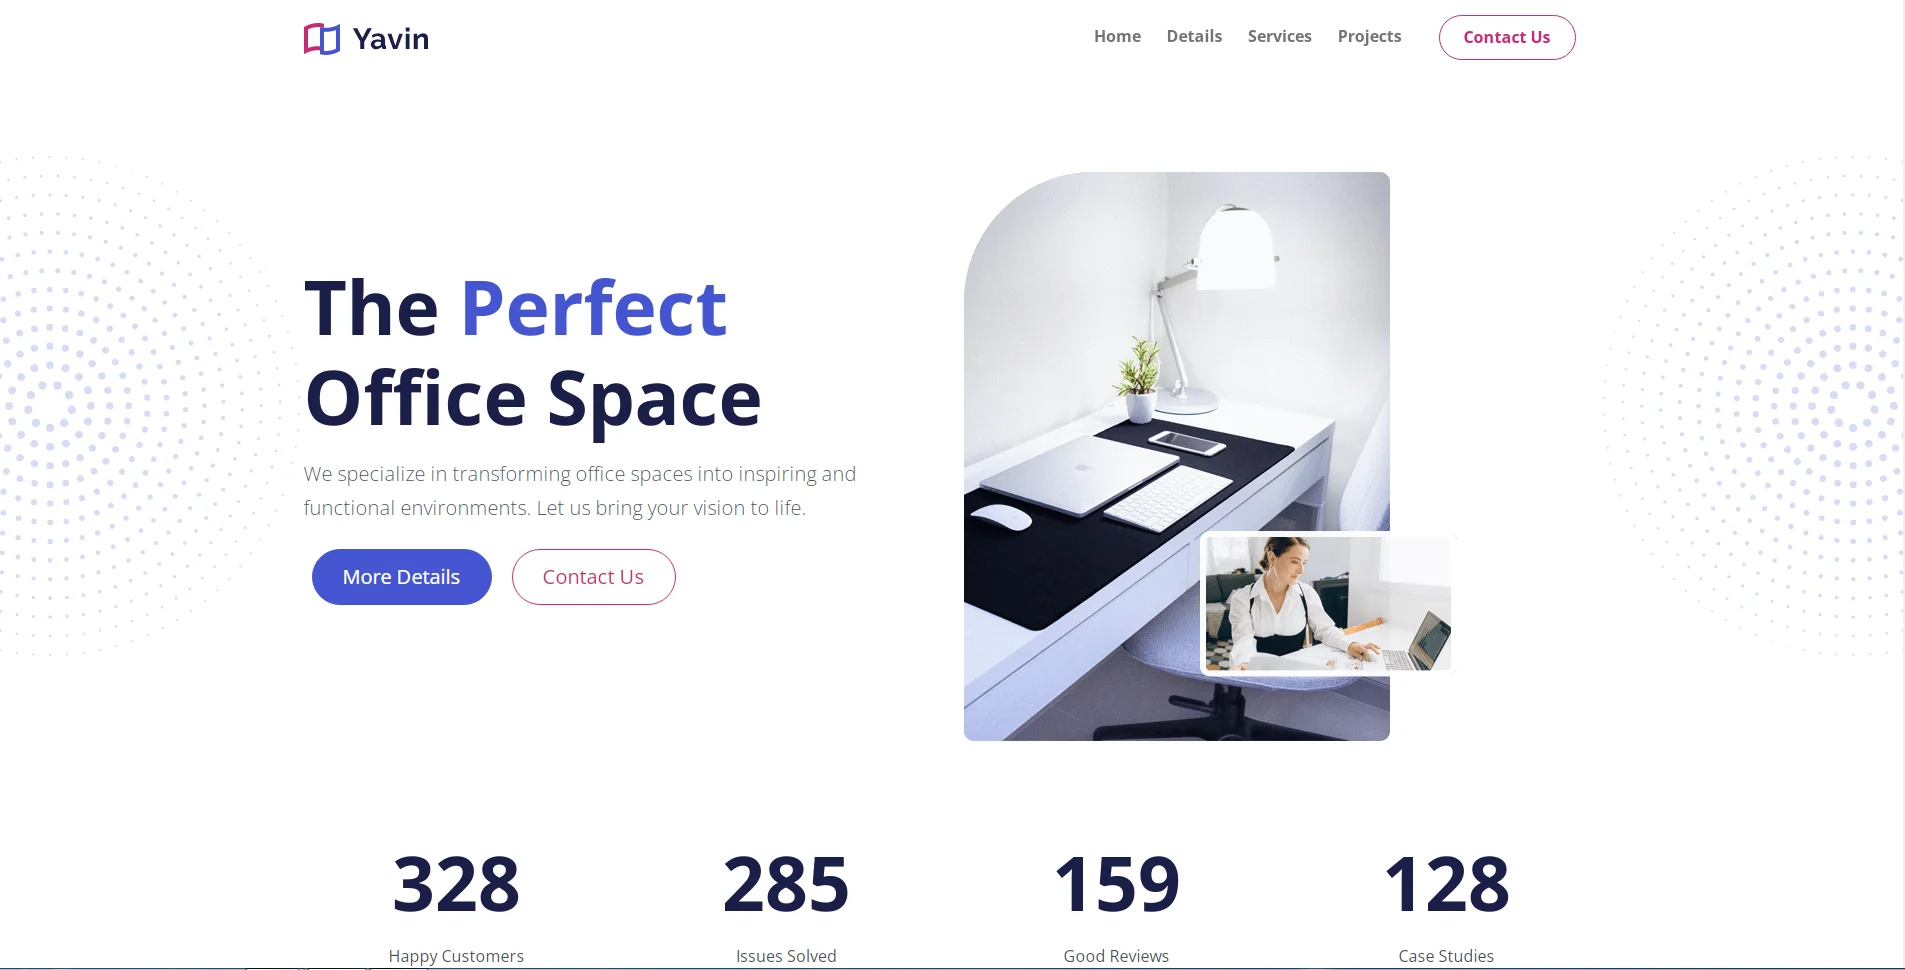 Yavin
Home Details Services Projects Contact Us
The Perfect
Office Space
We specialize in transforming office spaces into inspiring and
functional environments. Let us bring your vision to life.
More Details Contact Us
328 285 159 128
Happy Customers Issues Solved Good Reviews Case Studies